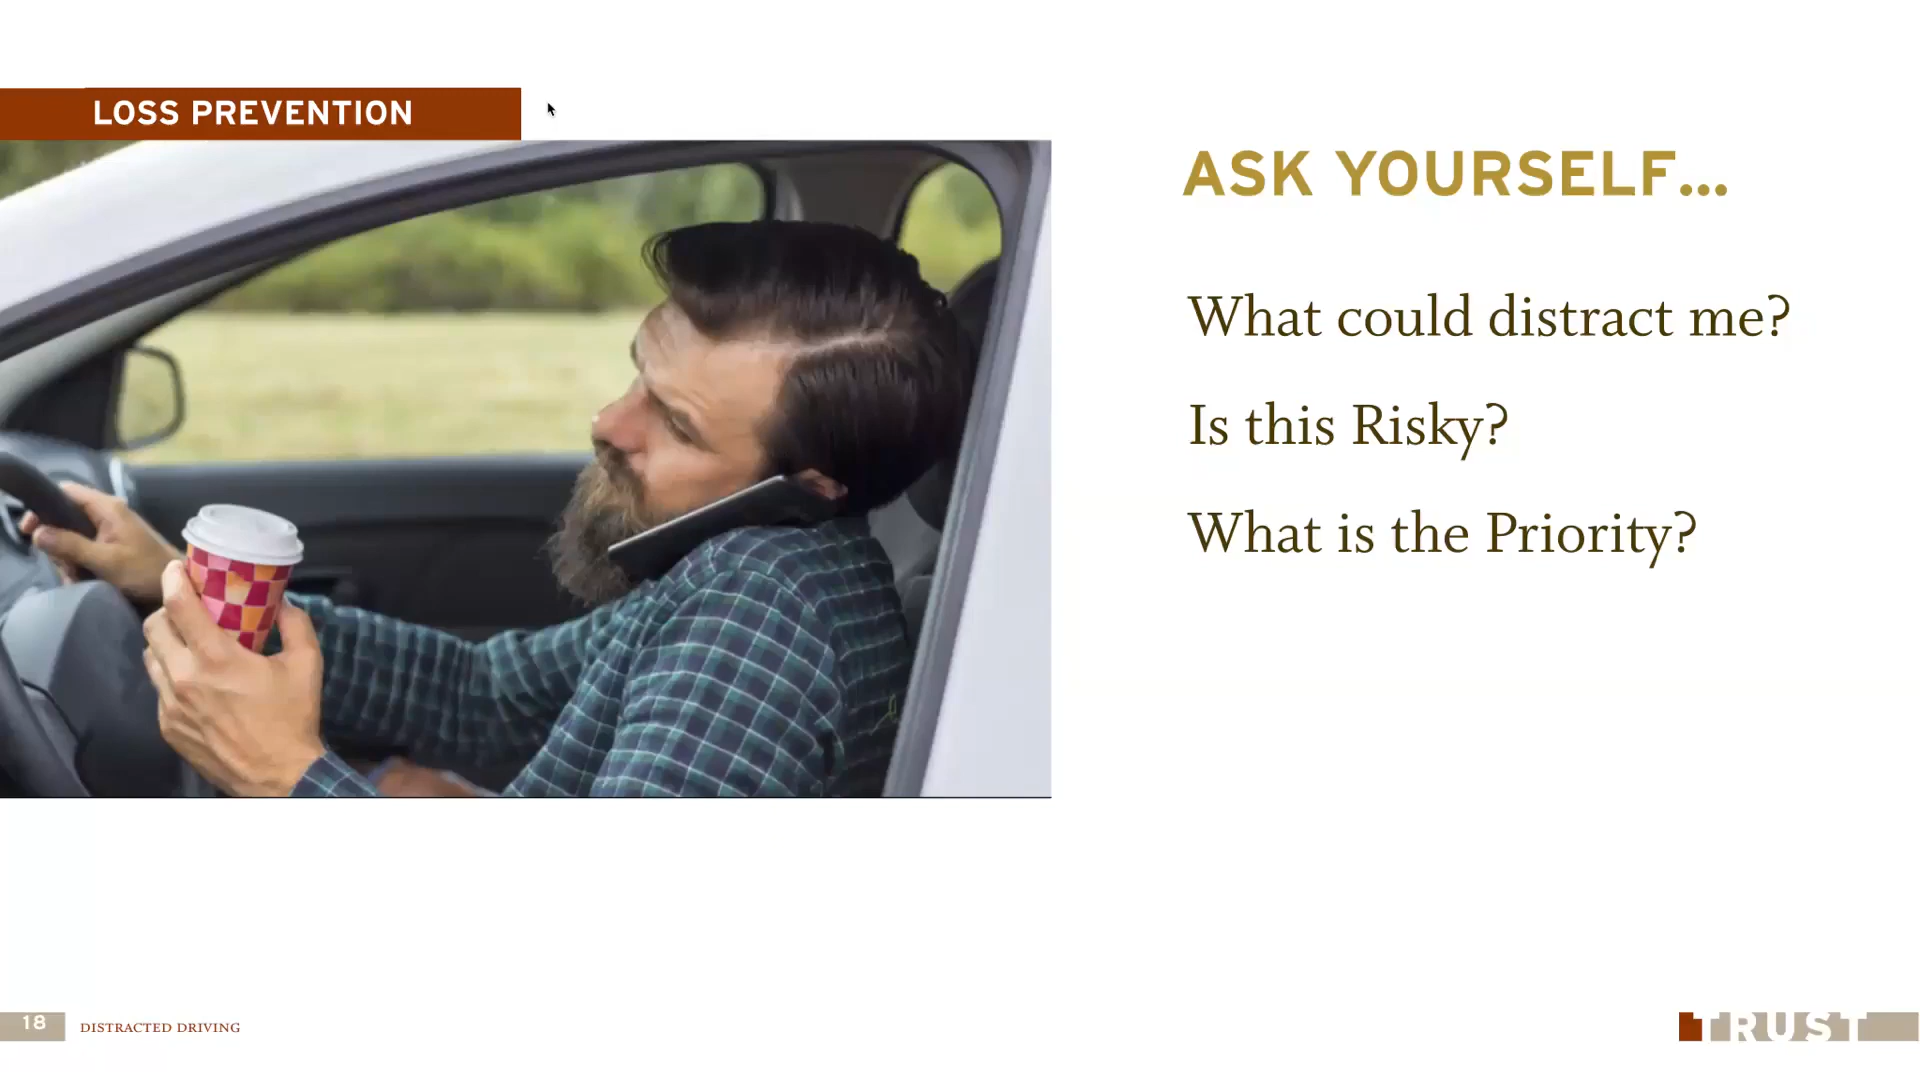 LOSS PREVENTION
ASK YOURSELF...
What could distract me?
Is this Risky?
What is the Priority?
18
DISTRACTED DRIVING
TRUST